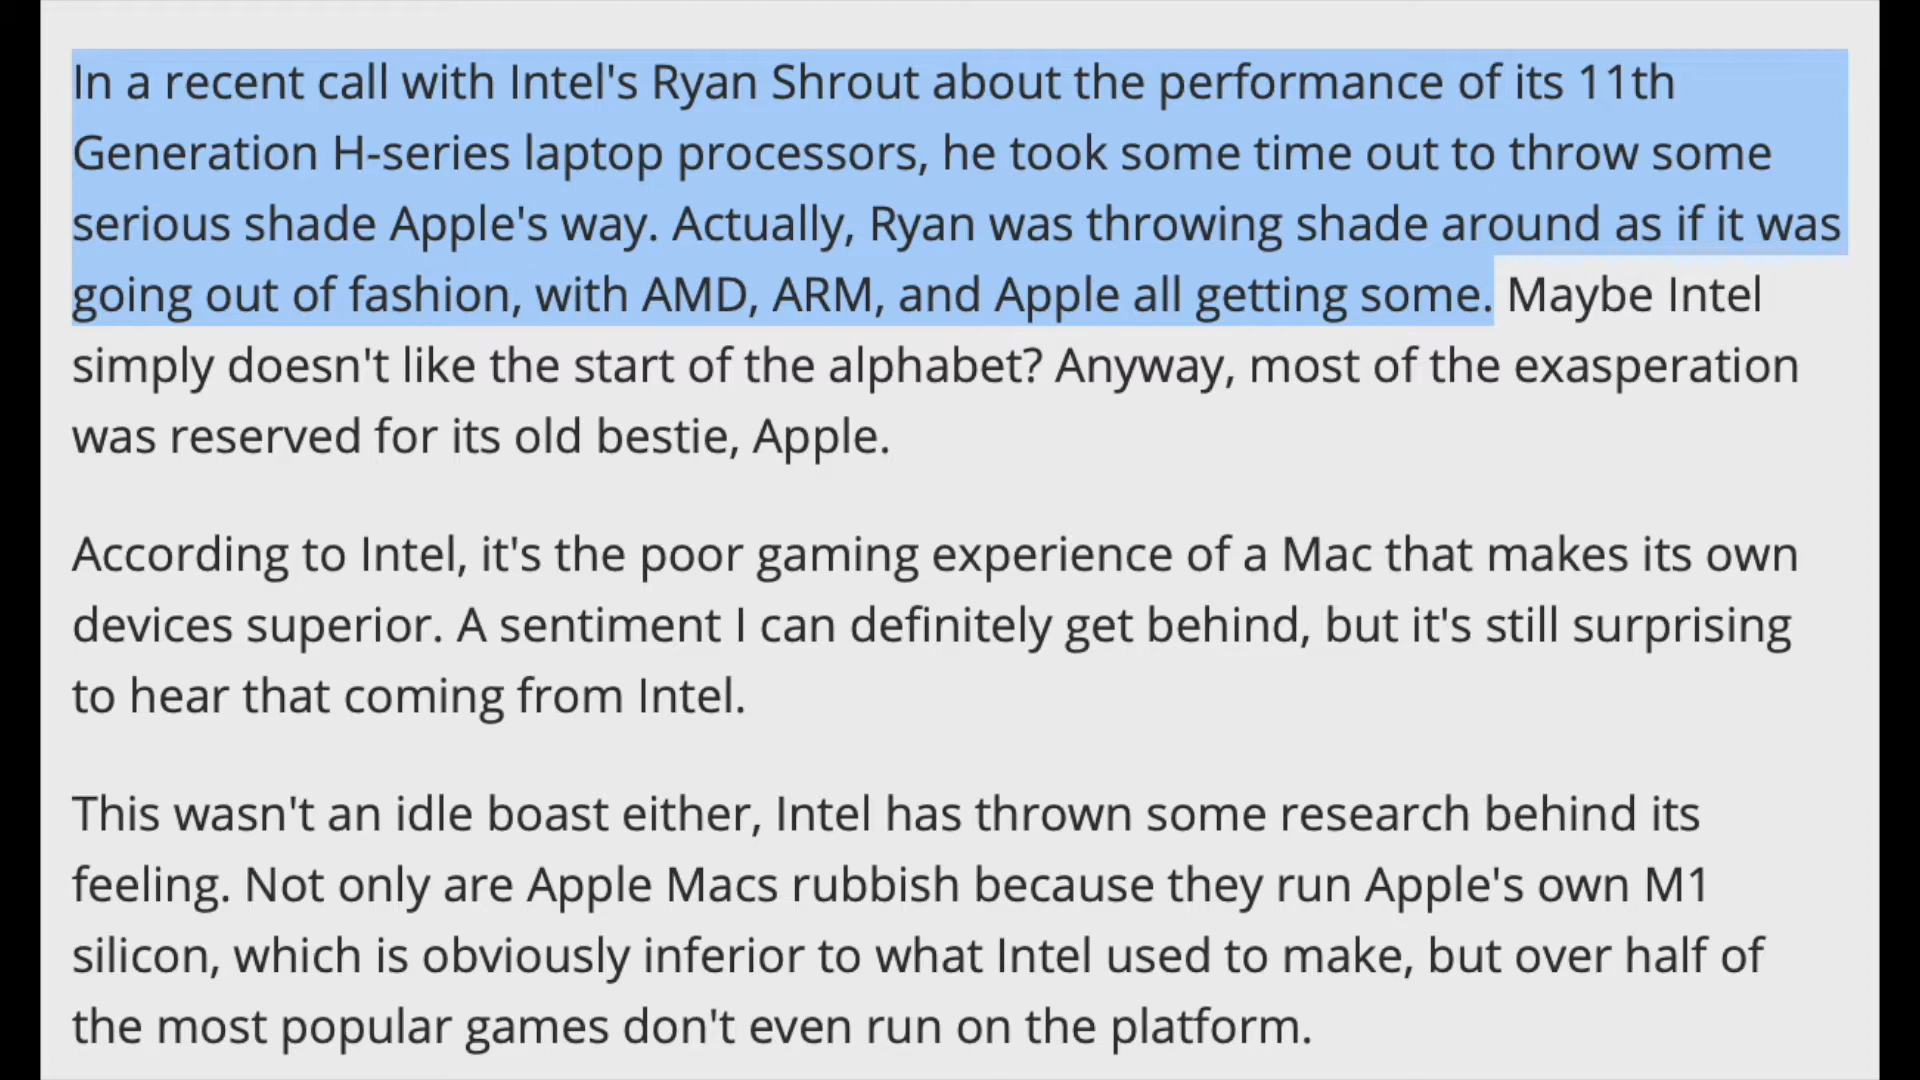 In a recent call with Intel's Ryan Shrout about the performance of its 11th
Generation H-series laptop processors, he took some time out to throw some
serious shade Apple's way. Actually, Ryan was throwing shade around as if it was
going out of fashion, with AMD, ARM, and Apple all getting some. Maybe Intel
simply doesn't like the start of the alphabet? Anyway, most of the exasperation
was reserved for its old bestie, Apple.
According to Intel, it's the poor gaming experience of a Mac that makes its own
devices superior. A sentiment I can definitely get behind, but it's still surprising
to hear that coming from Intel.
This wasn't an idle boast either, Intel has thrown some research behind its
feeling. Not only are Apple Macs rubbish because they run Apple's own M1
silicon, which is obviously inferior to what Intel used to make, but over half of
the most popular games don't even run on the platform.